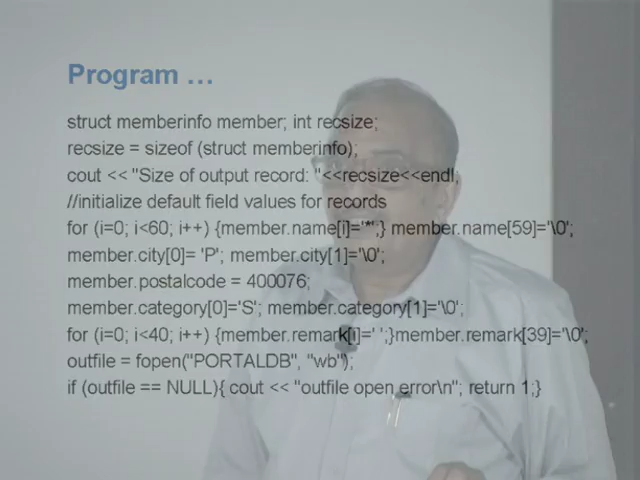 Program …
struct memberinfo member; int recsize;
recsize = sizeof (struct memberinfo);
cout << "Size of output record: "<<recsize<<endl;
//initialize default field values for records
for (i=0; i<60; i++) {member.name[i]='*';} member.name[59]='\0';
member.city[0]= 'P'; member.city[1]='\0';
member.postalcode = 400076;
member.category[0]='S'; member.category[1]='\0';
for (i=0; i<40; i++) {member.remark[i]=' ';}member.remark[39]='\0';
outfile = fopen("PORTALDB", "wb");
if (outfile == NULL){ cout << "outfile open error\n"; return 1;}